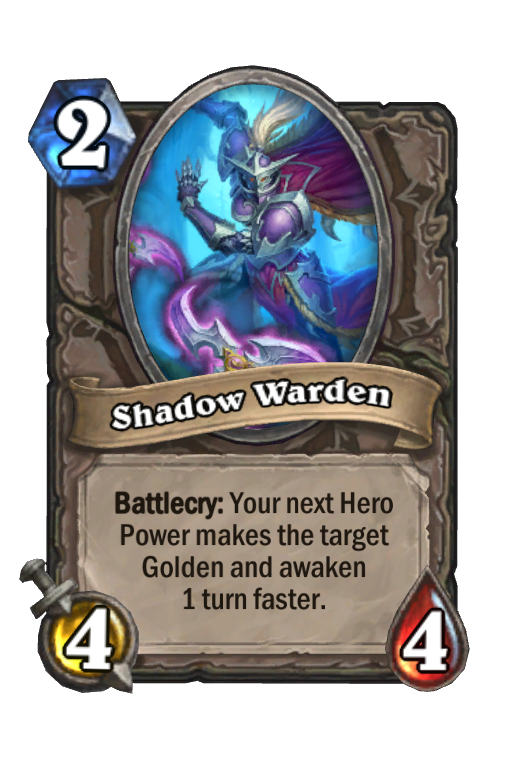 2
Shadow Warden
Battlecry: Your next Hero
Power makes the target
Golden and awaken
1 turn faster.
4
4